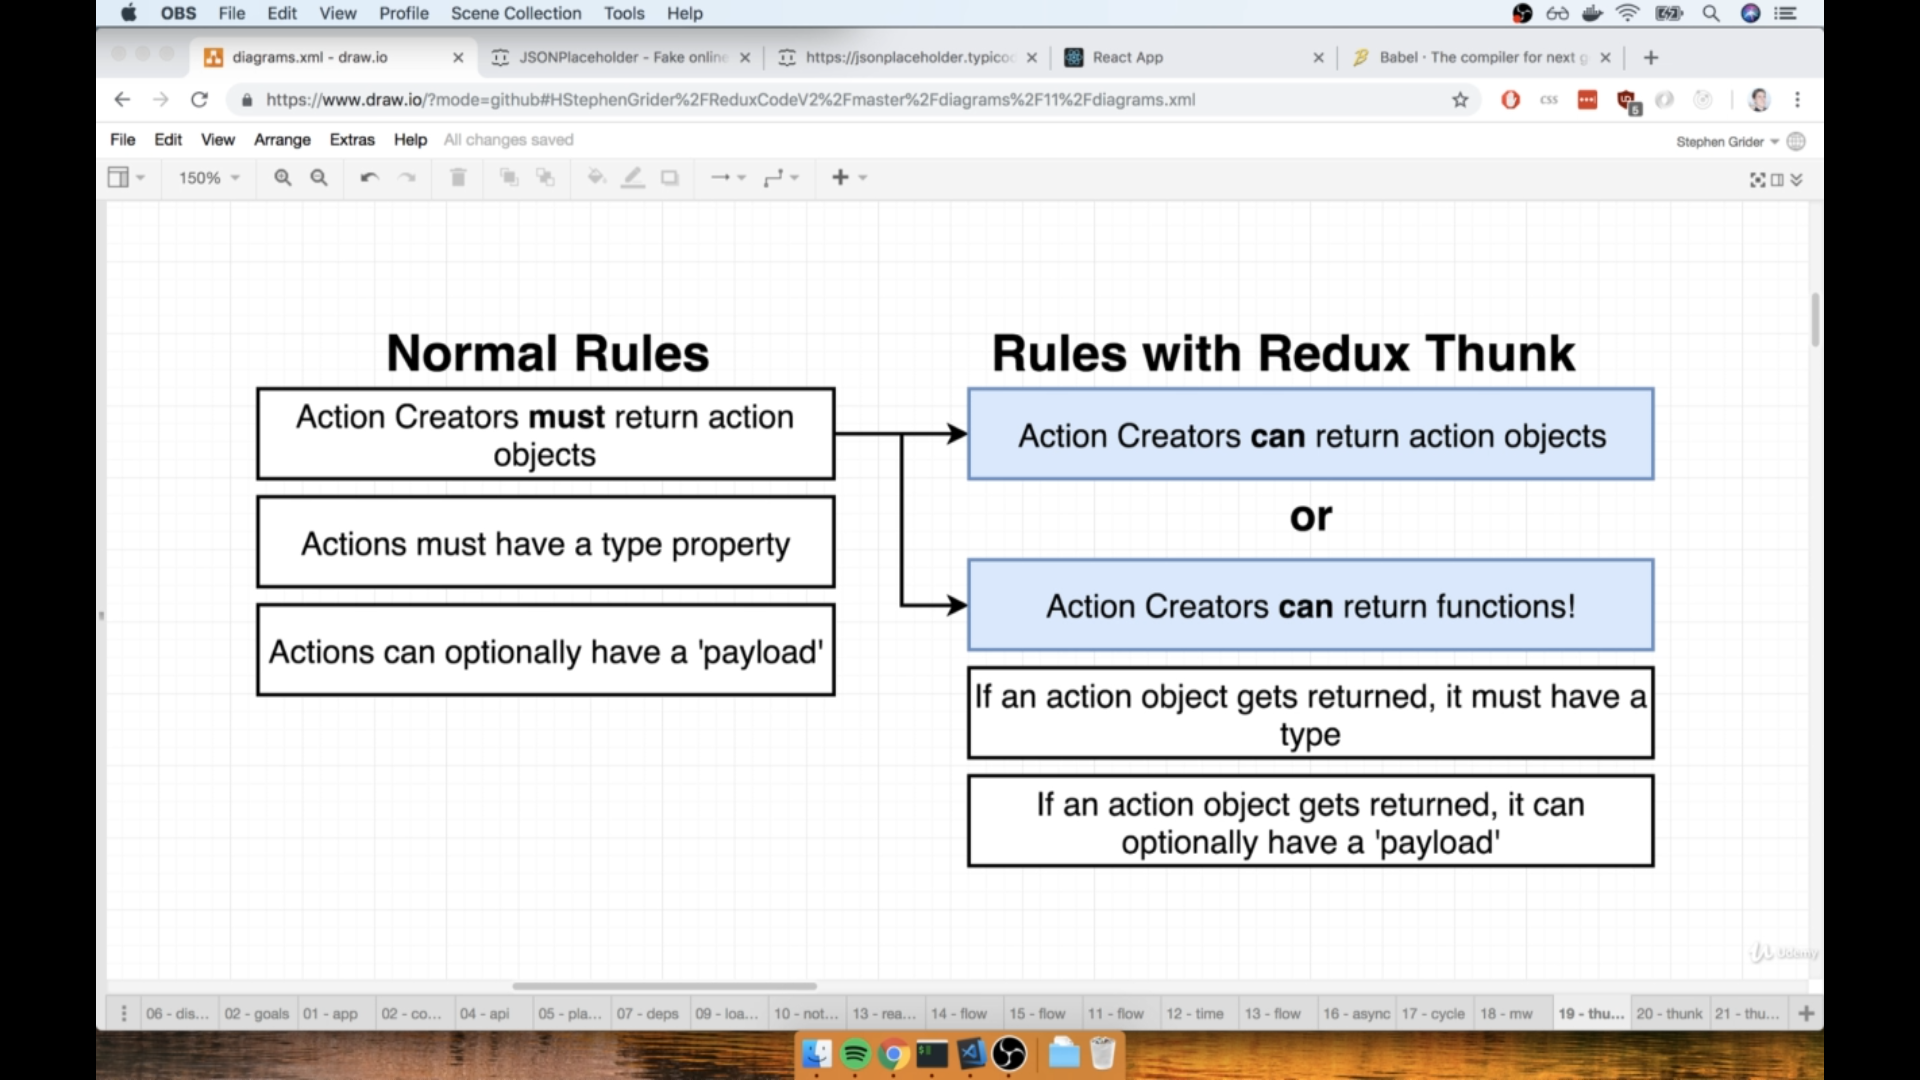 OBS File Edit View Profile Scene Collection Tools Help
diagrams.xml - draw.io
JSONPlaceholder - Fake online
https://jsonplaceholder.typico
React App
Babel · The compiler for next g
https://www.draw.io/?mode=github#HStephenGrider%2FReduxCodeV2%2Fmaster%2Fdiagrams%2F11%2Fdiagrams.xml
css
5
File Edit View Arrange Extras Help All changes saved
Stephen Grider
150%
Normal Rules
Action Creators must return action
objects
Actions must have a type property
Actions can optionally have a 'payload'
Rules with Redux Thunk
Action Creators can return action objects
or
Action Creators can return functions!
If an action object gets returned, it must have a
type
If an action object gets returned, it can
optionally have a 'payload'
Udemy
06 - dis... 02 - goals 01 - app 02 - co... 04 - api 05 - pla... 07 - deps 09 - loa... 10 - not... 13 - rea... 14 - flow 15 - flow 11 - flow 12 - time 13 - flow 16 - async 17 - cycle 18 - mw 19 - thu... 20 - thunk 21 - thu...